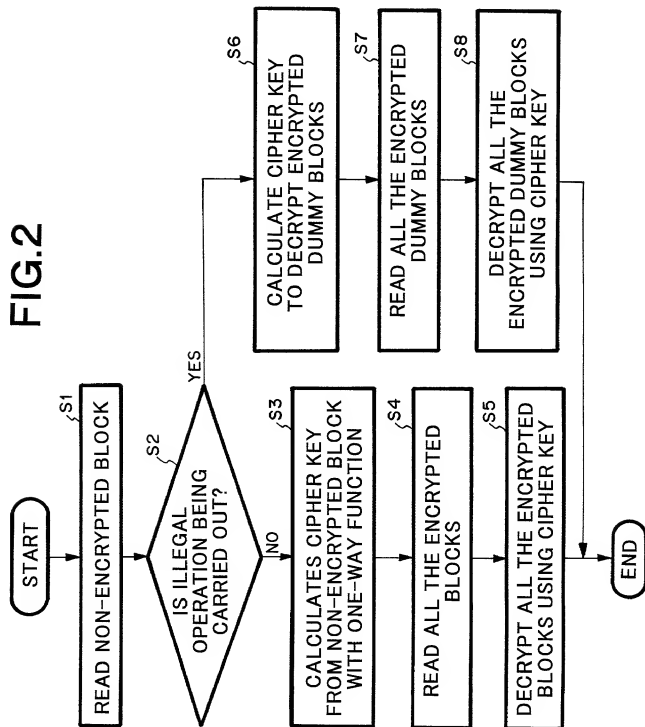 FIG.2
START
S1
READ NON-ENCRYPTED BLOCK
S2
IS ILLEGAL
OPERATION BEING
CARRIED OUT?
YES
NO
S3
CALCULATES CIPHER KEY
FROM NON-ENCRYPTED BLOCK
WITH ONE-WAY FUNCTION
S4
READ ALL THE ENCRYPTED
BLOCKS
S5
DECRYPT ALL THE ENCRYPTED
BLOCKS USING CIPHER KEY
S6
CALCULATE CIPHER KEY
TO DECRYPT ENCRYPTED
DUMMY BLOCKS
S7
READ ALL THE ENCRYPTED
DUMMY BLOCKS
S8
DECRYPT ALL THE
ENCRYPTED DUMMY BLOCKS
USING CIPHER KEY
END